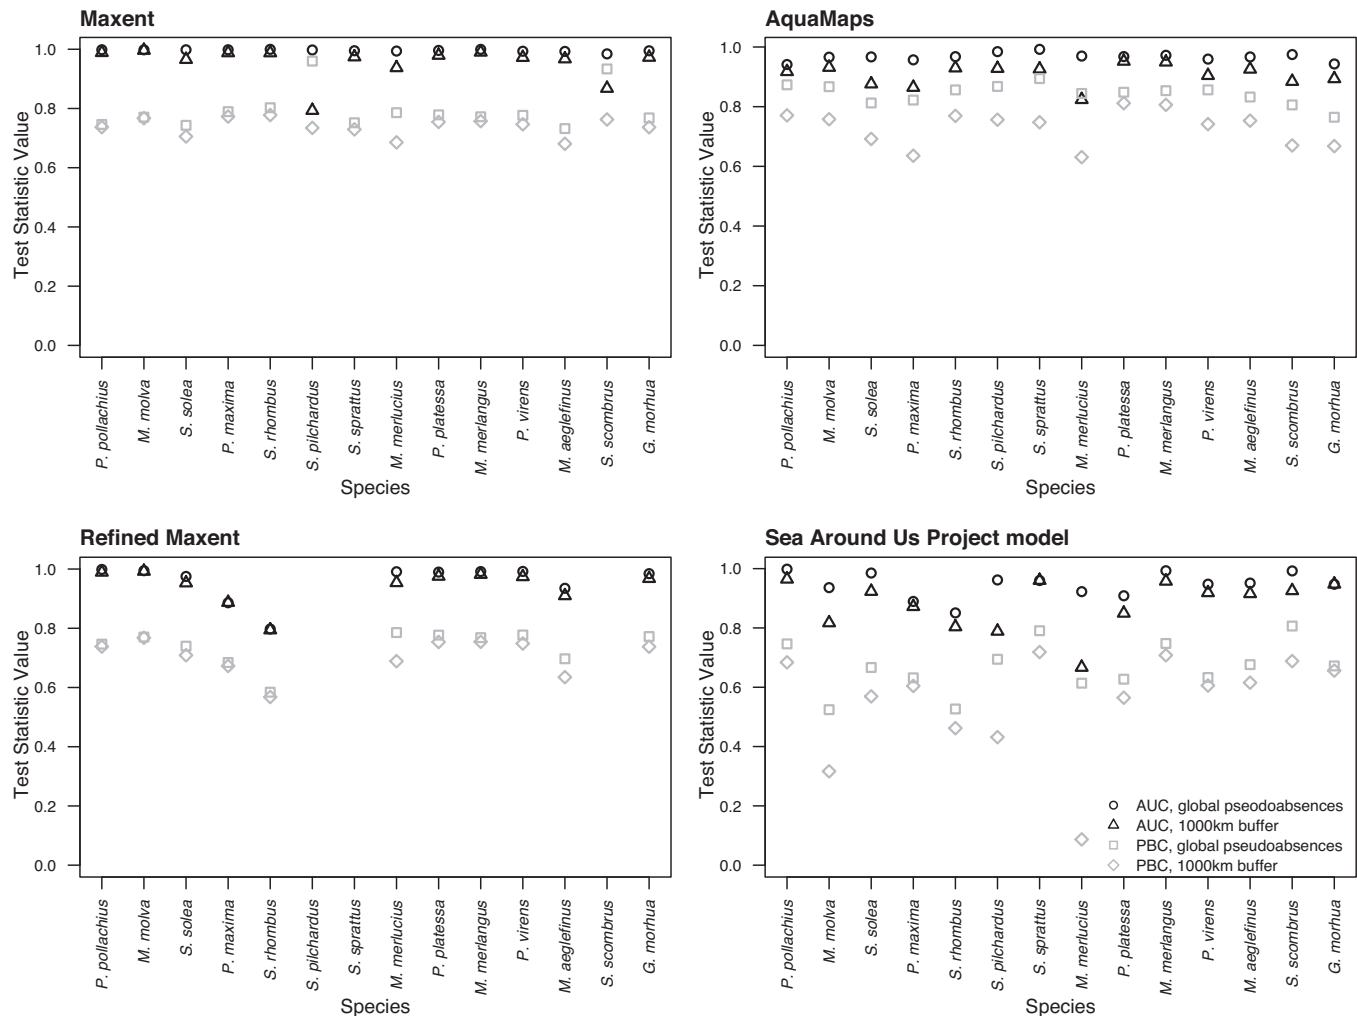 Maxent
Test Statistic Value
1.0
0.8
0.6
0.4
0.2
0.0
P. pollachius
M. molva
S. solea
P. maxima
S. rhombus
S. pilchardus
S. sprattus
M. merlucius
P. platessa
M. merlangus
P. virens
M. aeglefinus
S. scombrus
G. morhua
Species
AquaMaps
Test Statistic Value
1.0
0.8
0.6
0.4
0.2
0.0
P. pollachius
M. molva
S. solea
P. maxima
S. rhombus
S. pilchardus
S. sprattus
M. merlucius
P. platessa
M. merlangus
P. virens
M. aeglefinus
S. scombrus
G. morhua
Species
Refined Maxent
Test Statistic Value
1.0
0.8
0.6
0.4
0.2
0.0
P. pollachius
M. molva
S. solea
P. maxima
S. rhombus
S. pilchardus
S. sprattus
M. merlucius
P. platessa
M. merlangus
P. virens
M. aeglefinus
S. scombrus
G. morhua
Species
Sea Around Us Project model
Test Statistic Value
1.0
0.8
0.6
0.4
0.2
0.0
AUC, global pseodoabsences
AUC, 1000km buffer
PBC, global pseudoabsences
PBC, 1000km buffer
P. pollachius
M. molva
S. solea
P. maxima
S. rhombus
S. pilchardus
S. sprattus
M. merlucius
P. platessa
M. merlangus
P. virens
M. aeglefinus
S. scombrus
G. morhua
Species